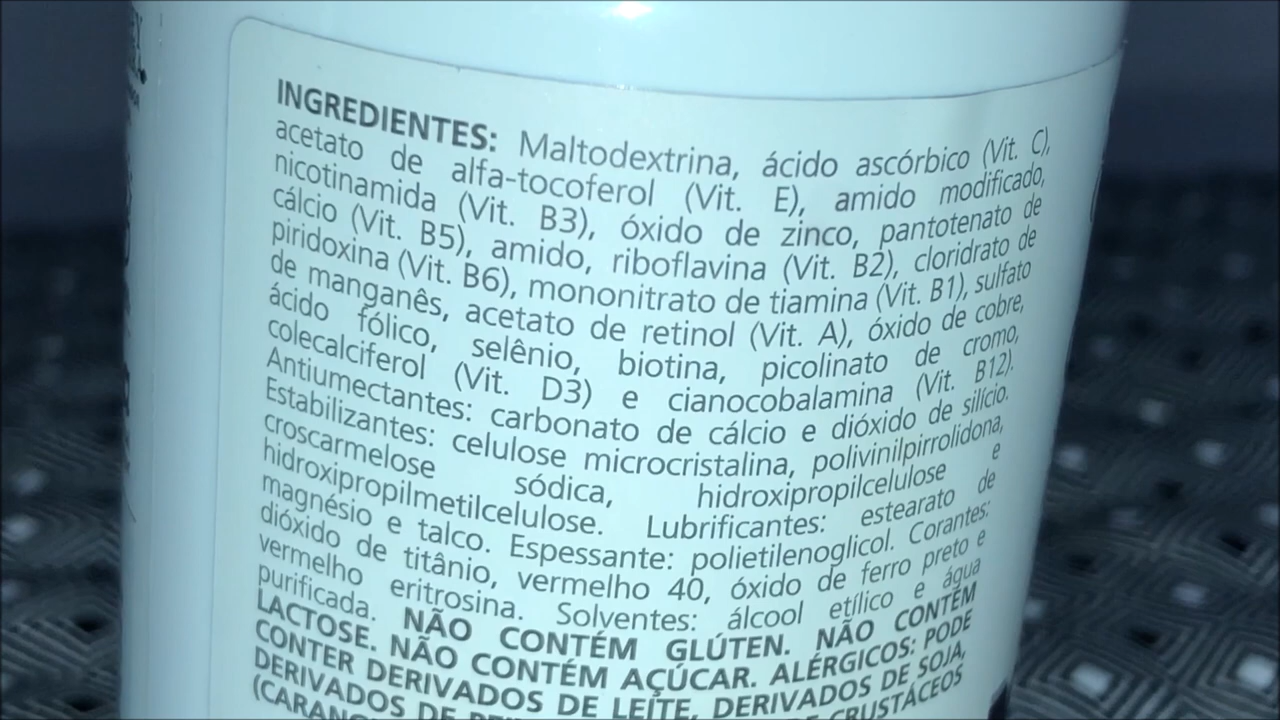 INGREDIENTES: Maltodextrina, ácido ascórbico (Vit. C),
acetato de alfa-tocoferol (Vit. E), amido modificado,
nicotinamida (Vit. B3), óxido de zinco, pantotenato de
cálcio (Vit. B5), amido, riboflavina (Vit. B2), cloridrato de
piridoxina (Vit. B6), mononitrato de tiamina (Vit. B1), sulfato
de manganês, acetato de retinol (Vit. A), óxido de cobre,
ácido fólico, selênio, biotina, picolinato de cromo,
colecalciferol (Vit. D3) e cianocobalamina (Vit. B12).
Antiumectantes: carbonato de cálcio e dióxido de silício.
Estabilizantes: celulose microcristalina, polivinilpirrolidona,
croscarmelose sódica, hidroxipropilcelulose e
hidroxipropilmetilcelulose. Lubrificantes: estearato de
magnésio e talco. Espessante: polietilenoglicol. Corantes:
dióxido de titânio, vermelho 40, óxido de ferro preto e
vermelho eritrosina. Solventes: álcool etílico e água
purificada. NÃO CONTÉM GLÚTEN. NÃO CONTÉM
LACTOSE. NÃO CONTÉM AÇÚCAR. ALÉRGICOS: PODE
CONTER DERIVADOS DE LEITE, DERIVADOS DE SOJA,
DERIVADOS DE CRUSTÁCEOS